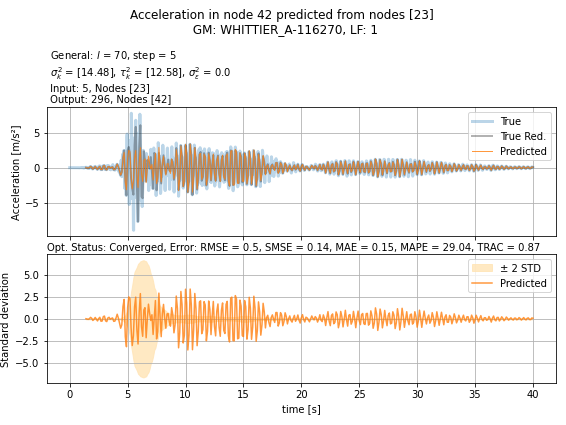 Acceleration in node 42 predicted from nodes [23]
GM: WHITTIER_A-116270, LF: 1
General: l = 70, step = 5
σ²ₖ = [14.48], τ²ₖ = [12.58], σ²ε = 0.0
Input: 5, Nodes [23]
Output: 296, Nodes [42]
True
True Red.
Predicted
Acceleration [m/s²]
5
0
−5
Opt. Status: Converged, Error: RMSE = 0.5, SMSE = 0.14, MAE = 0.15, MAPE = 29.04, TRAC = 0.87
± 2 STD
Predicted
Standard deviation
5.0
2.5
0.0
−2.5
−5.0
0 5 10 15 20 25 30 35 40
time [s]